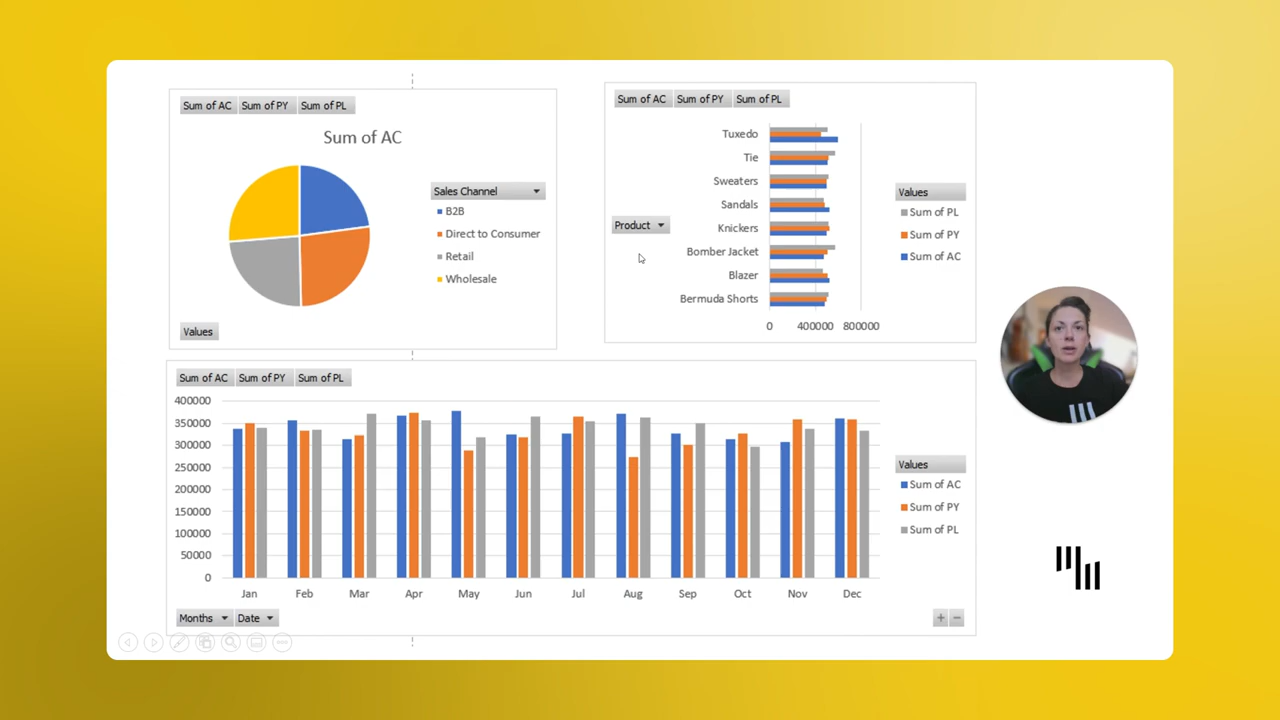 Sum of AC Sum of PY Sum of PL
Sum of AC
Sales Channel
B2B
Direct to Consumer
Retail
Wholesale
Values
Sum of AC Sum of PY Sum of PL
Product
Tuxedo
Tie
Sweaters
Sandals
Knickers
Bomber Jacket
Blazer
Bermuda Shorts
0 400000 800000
Values
Sum of PL
Sum of PY
Sum of AC
Sum of AC Sum of PY Sum of PL
400000
350000
300000
250000
200000
150000
100000
50000
0
Jan Feb Mar Apr May Jun Jul Aug Sep Oct Nov Dec
Values
Sum of AC
Sum of PY
Sum of PL
Months Date